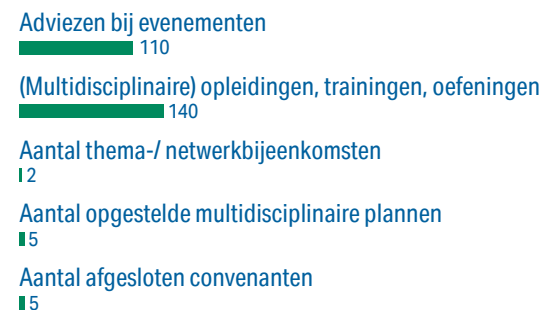 Adviezen bij evenementen
110
(Multidisciplinaire) opleidingen, trainingen, oefeningen
140
Aantal thema-/ netwerkbijeenkomsten
2
Aantal opgestelde multidisciplinaire plannen
5
Aantal afgesloten convenanten
5